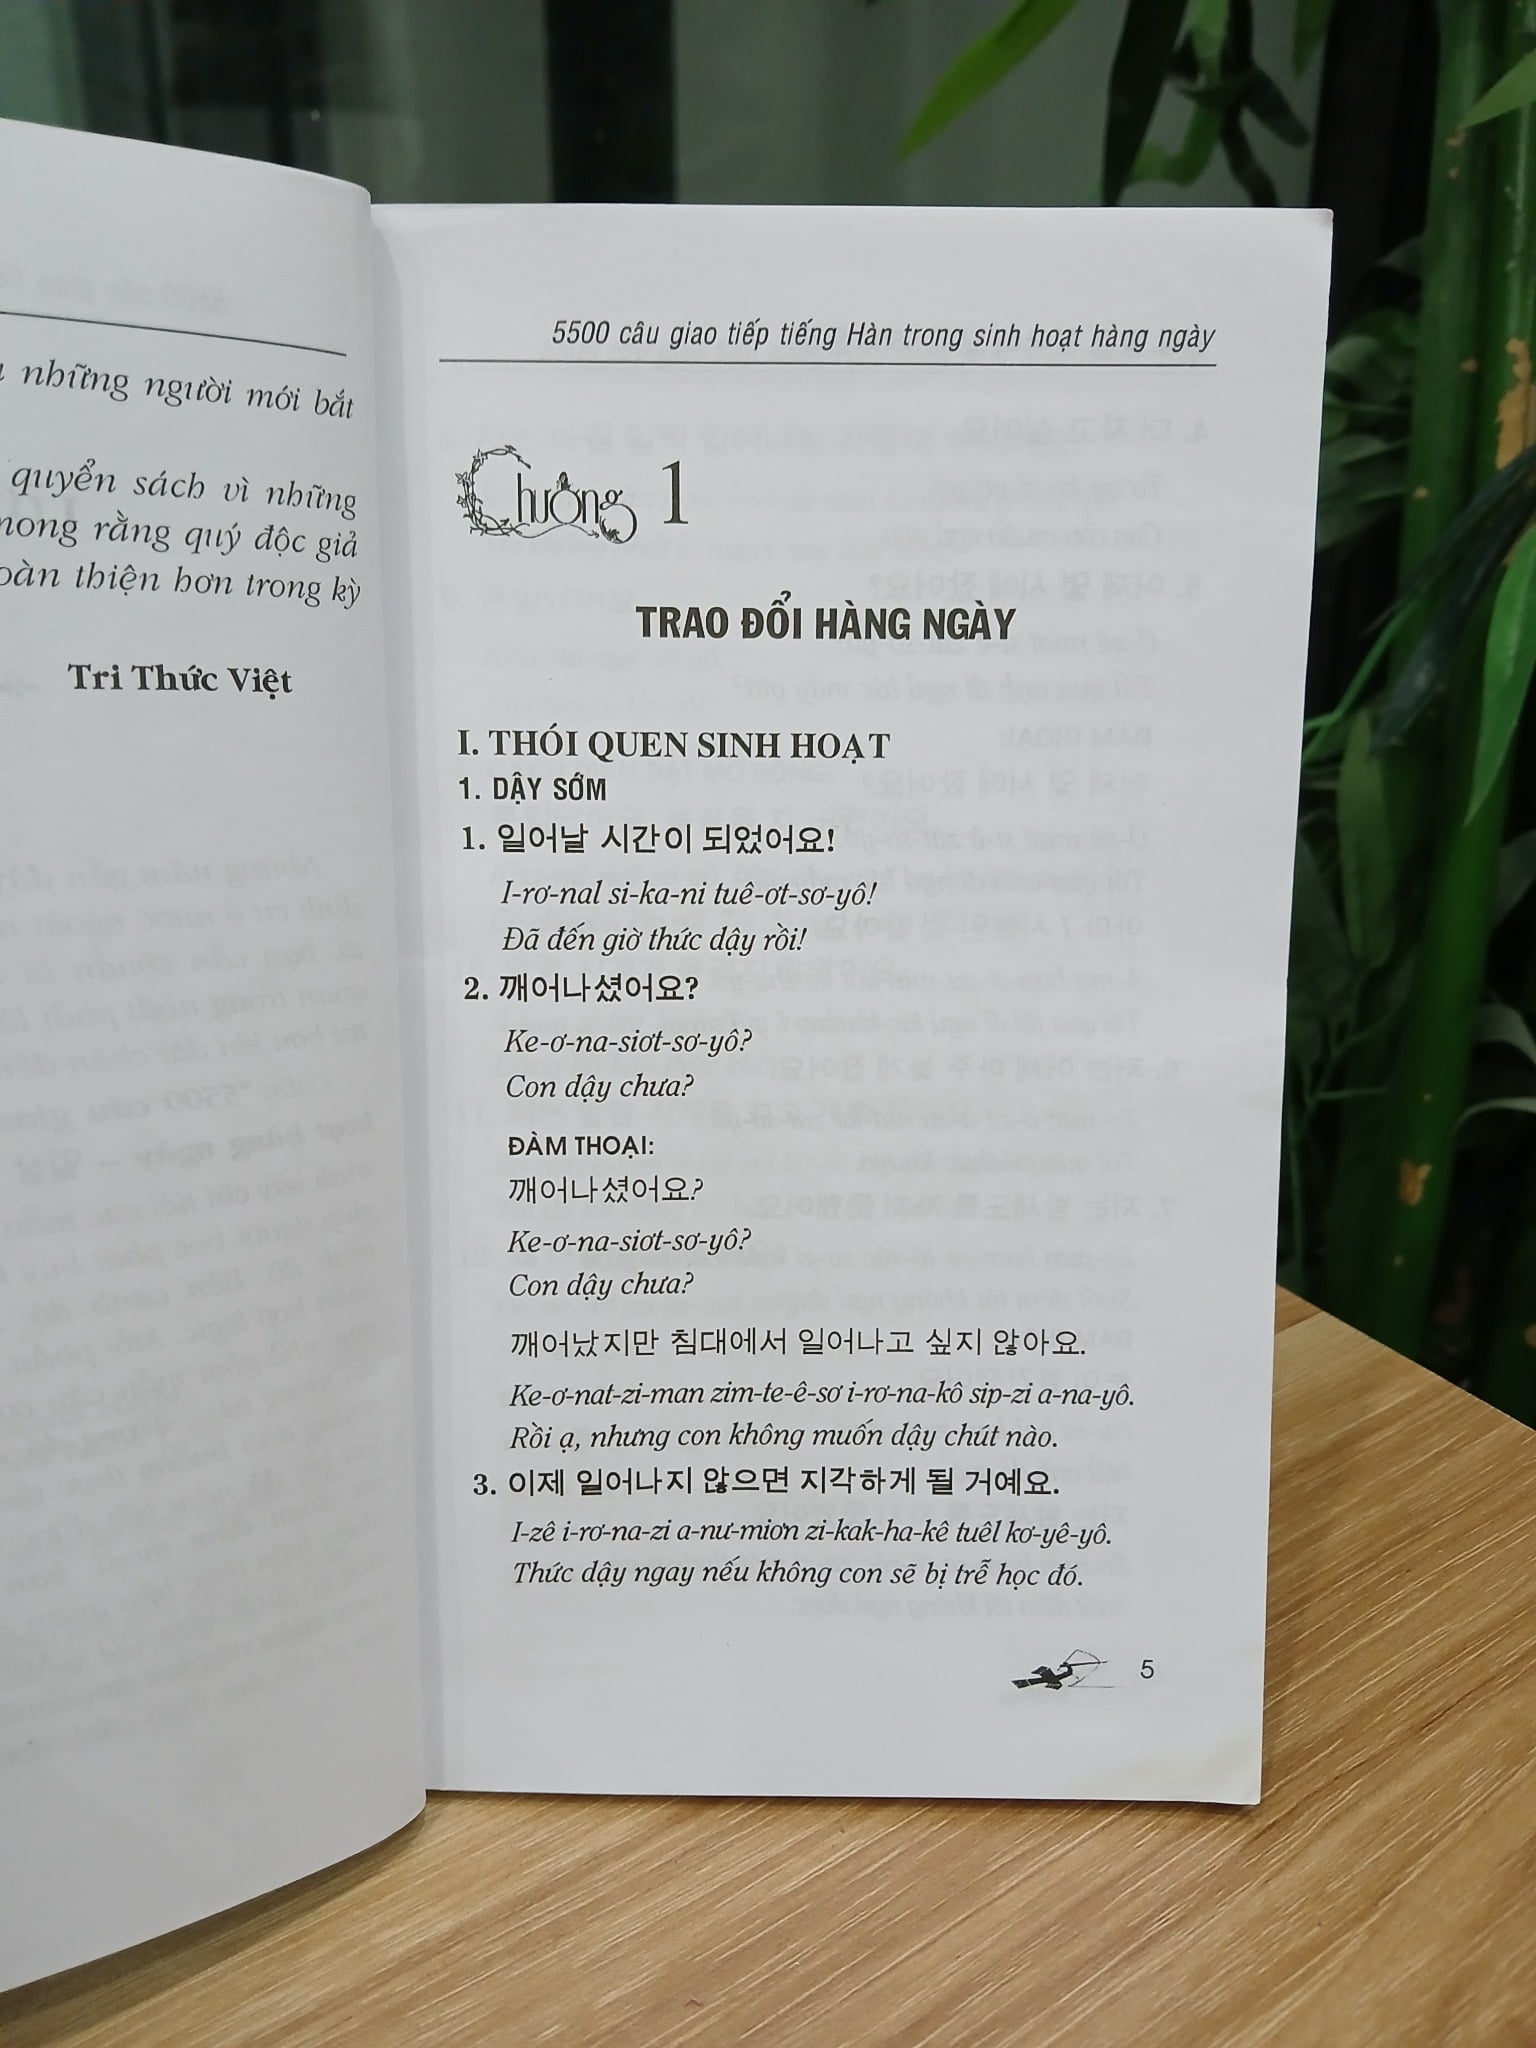 những người mới bắt
quyển sách vì những
mong rằng quý độc giả
hoàn thiện hơn trong kỳ
Tri Thức Việt
5500 câu giao tiếp tiếng Hàn trong sinh hoạt hàng ngày
Chương 1
TRAO ĐỔI HÀNG NGÀY
I. THÓI QUEN SINH HOẠT
1. DẬY SỚM
1. 일어날 시간이 되었어요!
I-rơ-nal si-ka-ni tuê-ơt-sơ-yô!
Đã đến giờ thức dậy rồi!
2. 깨어나셨어요?
Ke-ơ-na-siơt-sơ-yô?
Con dậy chưa?
ĐÀM THOẠI:
깨어나셨어요?
Ke-ơ-na-siơt-sơ-yô?
Con dậy chưa?
깨어났지만 침대에서 일어나고 싶지 않아요.
Ke-ơ-nat-zi-man zim-te-ê-sơ i-rơ-na-kô sip-zi a-na-yô.
Rồi ạ, nhưng con không muốn dậy chút nào.
3. 이제 일어나지 않으면 지각하게 될 거예요.
I-zê i-rơ-na-zi a-nư-miơn zi-kak-ha-kê tuêl kơ-yê-yô.
Thức dậy ngay nếu không con sẽ bị trễ học đó.
5